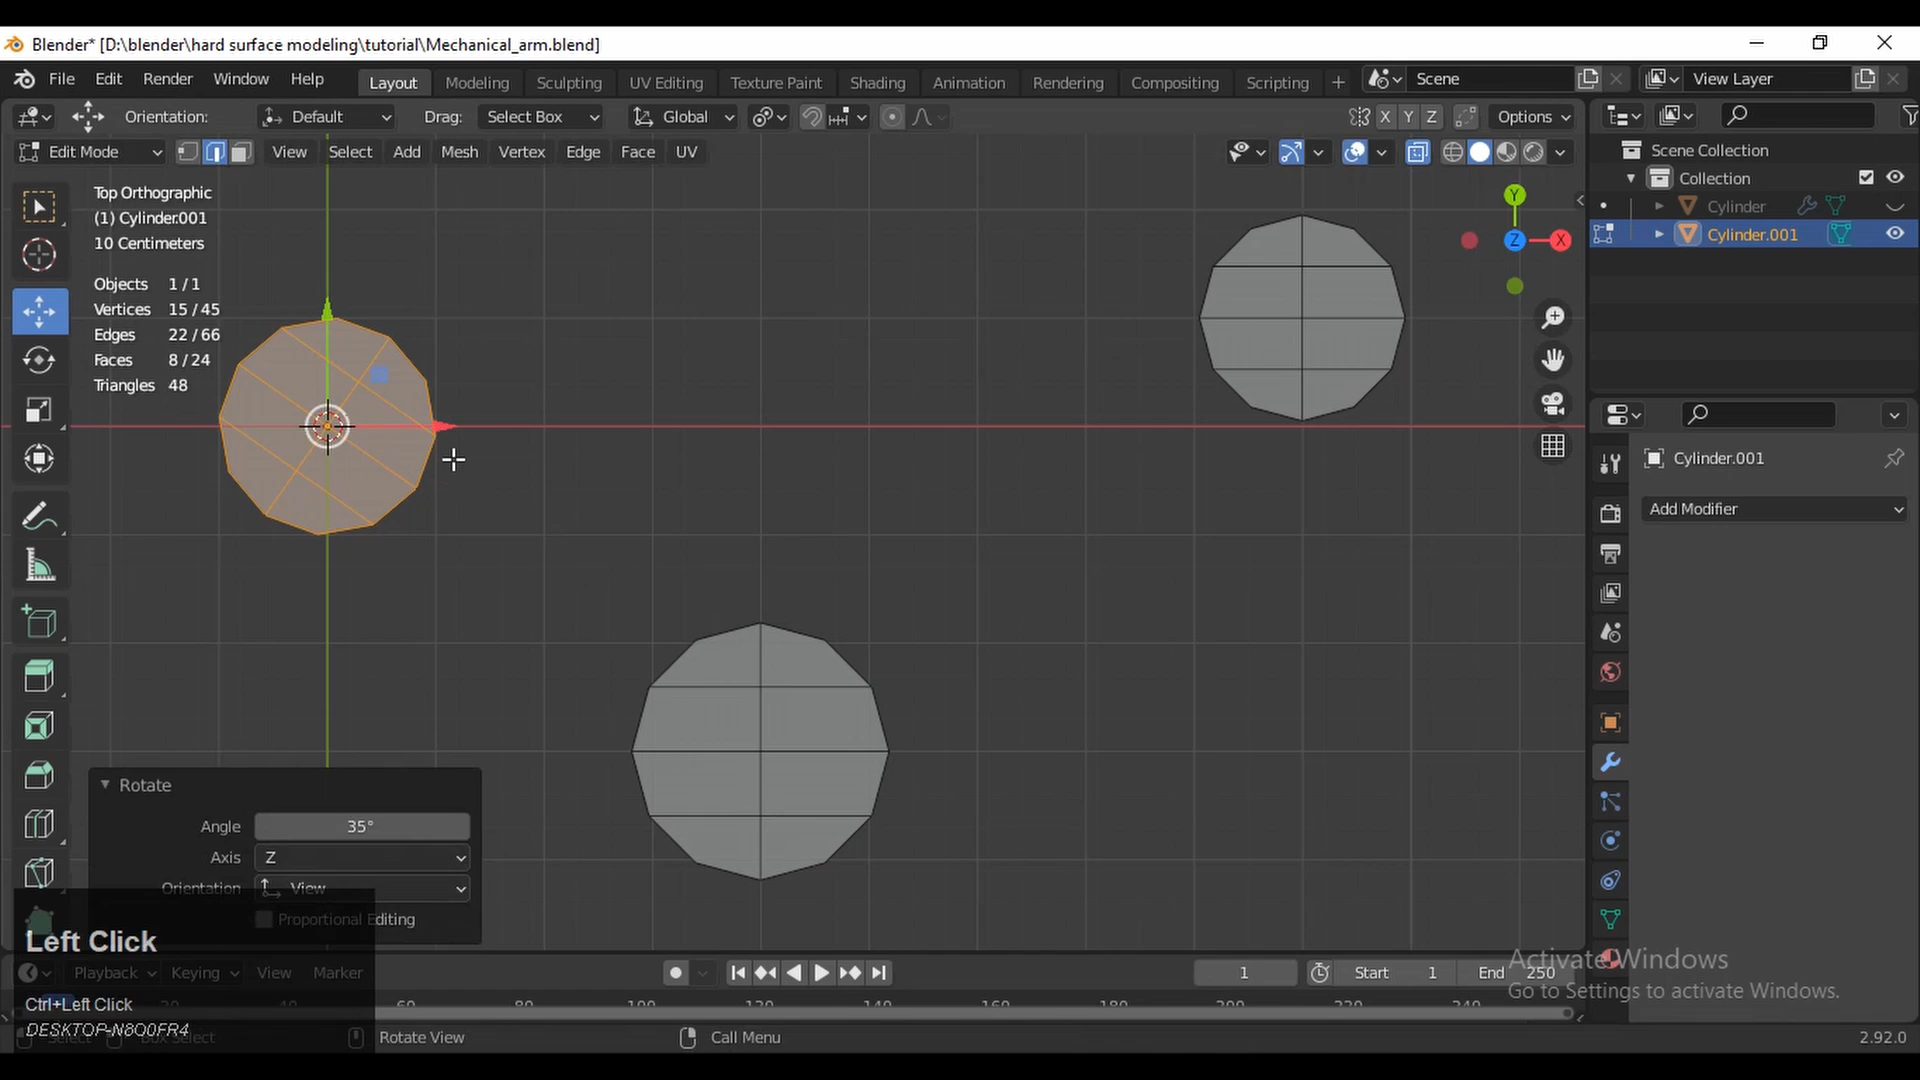 Blender* [D:\blender\hard surface modeling\tutorial\Mechanical_arm.blend]
File Edit Render Window Help Layout Modeling Sculpting UV Editing Texture Paint Shading Animation Rendering Compositing Scripting + Scene View Layer
Orientation: Default Drag: Select Box Global X Y Z Options
Edit Mode View Select Add Mesh Vertex Edge Face UV
Scene Collection
Collection
Cylinder
Cylinder.001
Top Orthographic
(1) Cylinder.001
10 Centimeters
Objects 1 / 1
Vertices 15 / 45
Edges 22 / 66
Faces 8 / 24
Triangles 48
Y
Z X
Cylinder.001
Add Modifier
Rotate
Angle 35°
Axis Z
Orientation View
Proportional Editing
Left Click
Ctrl+Left Click
DESKTOP-N8Q0FR4
Playback Keying View Marker
1 Start 1 End 250
Activate Windows
Go to Settings to activate Windows.
Select Box Select Rotate View Call Menu 2.92.0